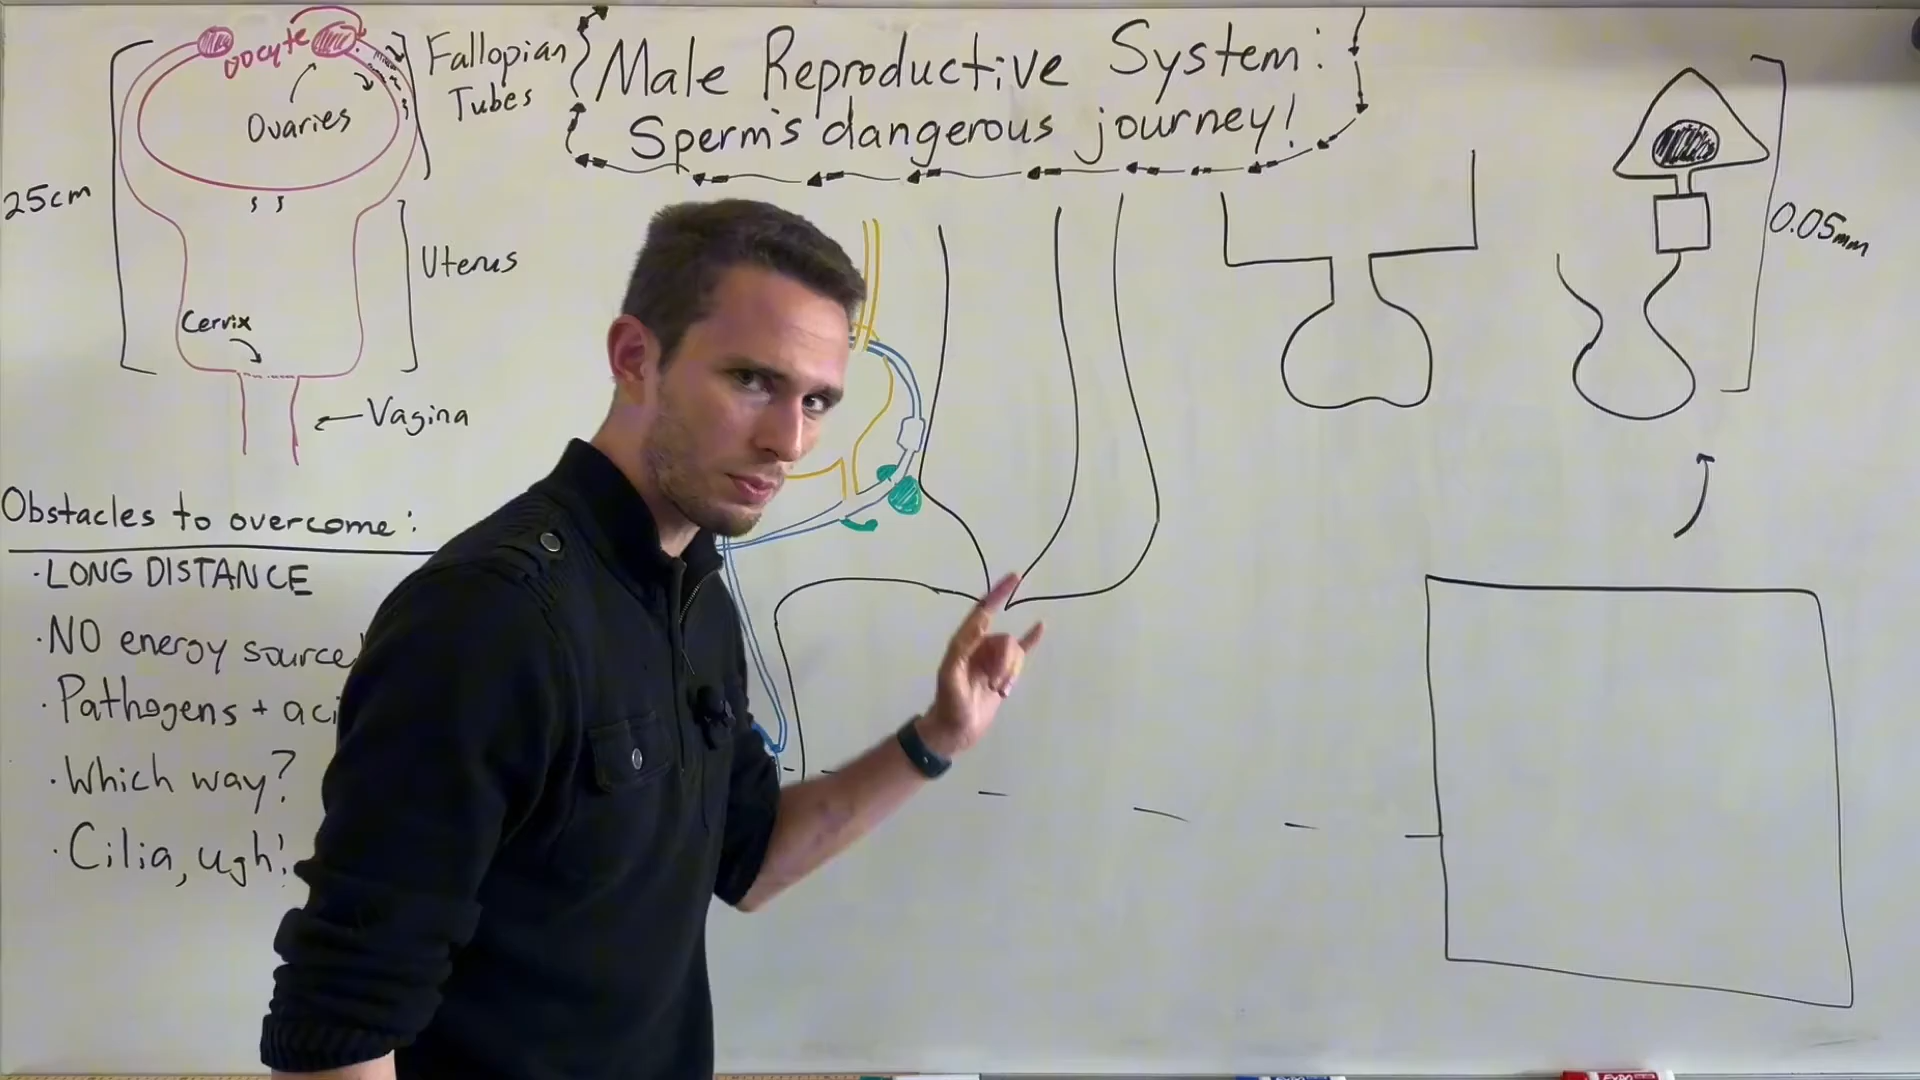 oocyte
Ovaries
Fallopian
Tubes
25cm
Uterus
Cervix
Vagina
Male Reproductive System:
Sperm's dangerous journey!
0.05mm
Obstacles to overcome:
·LONG DISTANCE
·NO energy source
·Pathogens + aci
·Which way?
·Cilia, ugh!
EXPO